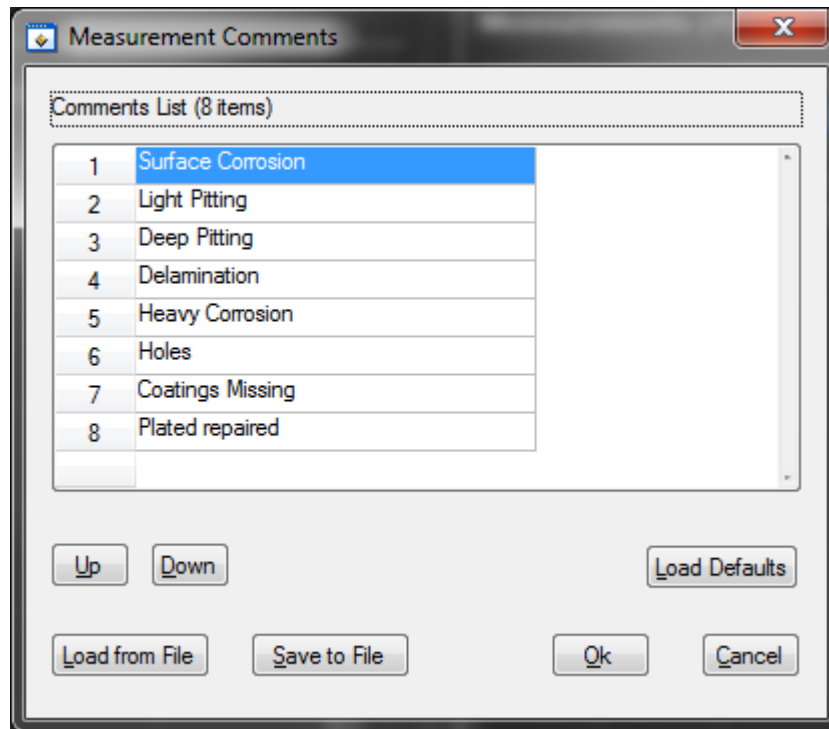 Measurement Comments
Comments List (8 items)
1 Surface Corrosion
2 Light Pitting
3 Deep Pitting
4 Delamination
5 Heavy Corrosion
6 Holes
7 Coatings Missing
8 Plated repaired
Up Down Load Defaults
Load from File Save to File Ok Cancel